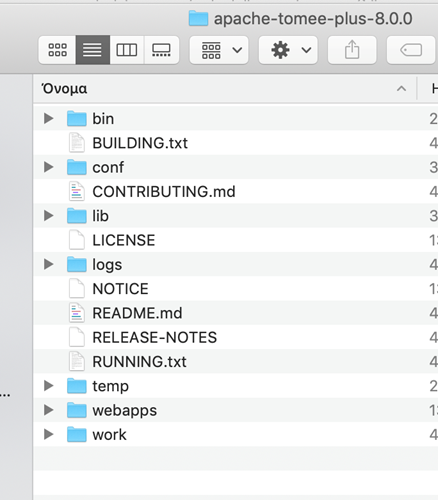 apache-tomee-plus-8.0.0
Όνομα
bin
BUILDING.txt
conf
CONTRIBUTING.md
lib
LICENSE
logs
NOTICE
README.md
RELEASE-NOTES
RUNNING.txt
temp
webapps
work